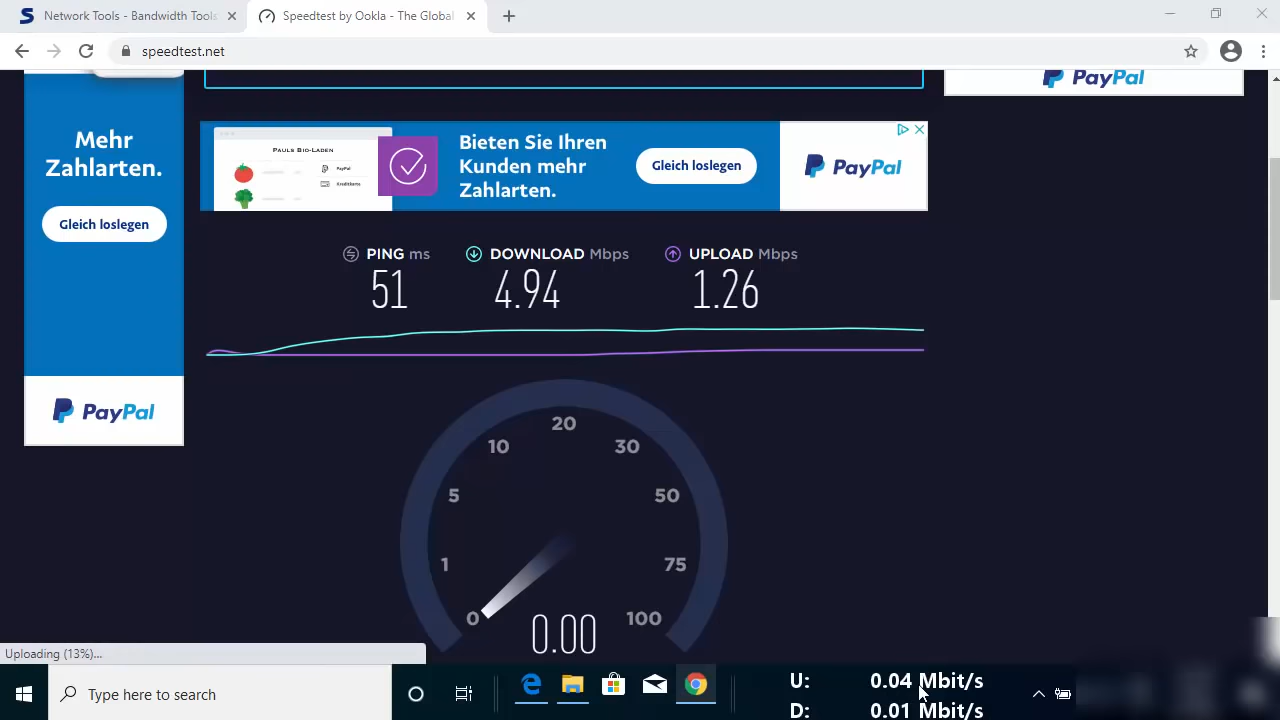 Network Tools - Bandwidth Tools
Speedtest by Ookla - The Global
speedtest.net
PayPal
Mehr
Zahlarten.
Gleich loslegen
PayPal
PAULS BIO-LADEN
PayPal
Kreditkarte
Bieten Sie Ihren
Kunden mehr
Zahlarten.
Gleich loslegen
PayPal
PING ms
51
DOWNLOAD Mbps
4.94
UPLOAD Mbps
1.26
0
1
5
10
20
30
50
75
100
0.00
Uploading (13%)...
Type here to search
U: 0.04 Mbit/s
D: 0.01 Mbit/s